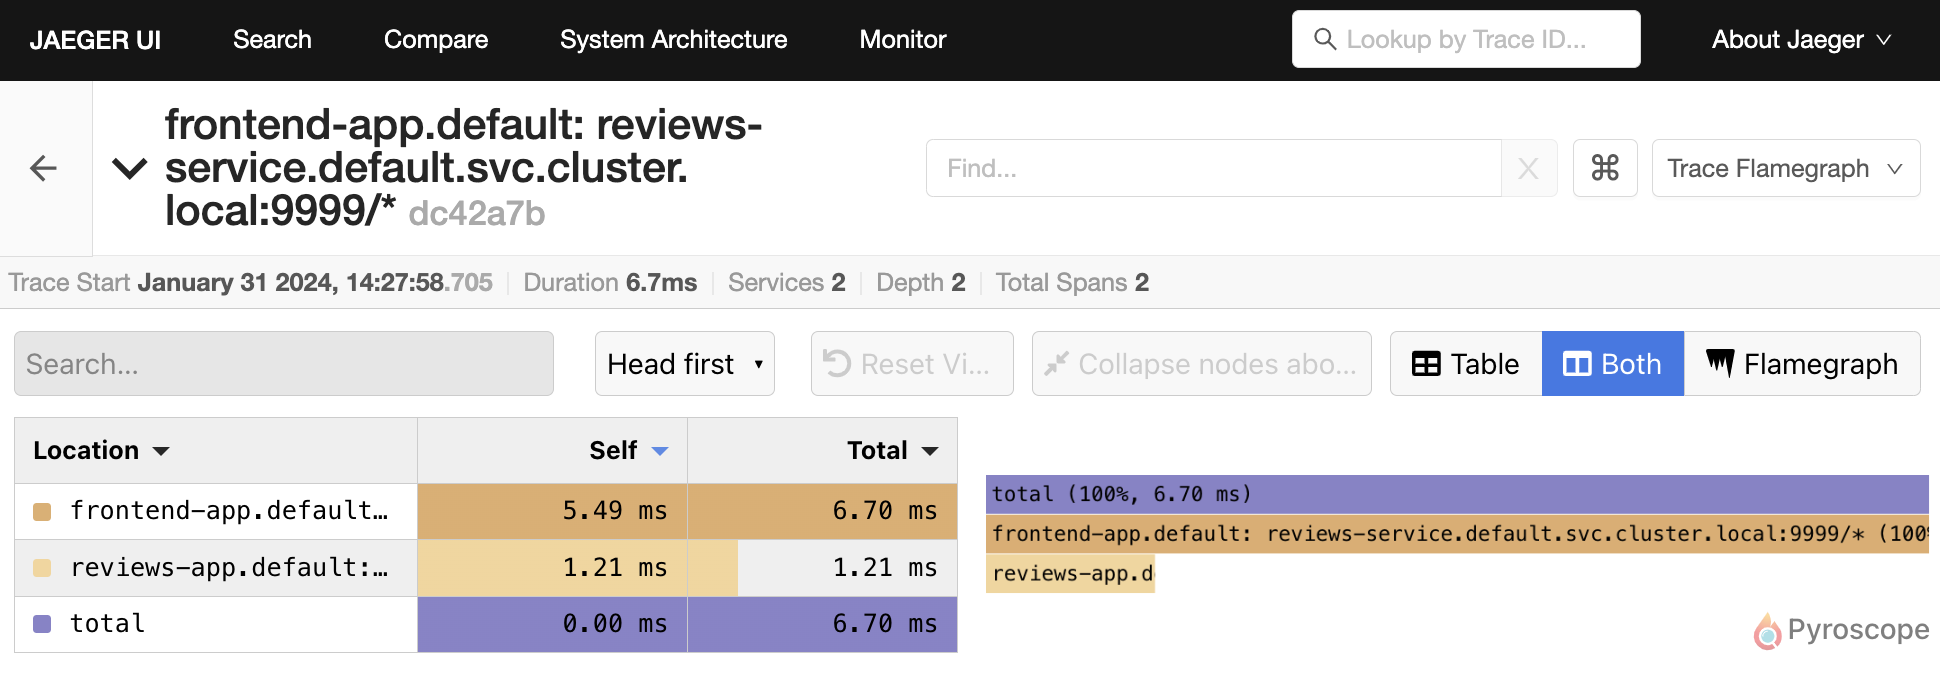 JAEGER UI Search Compare System Architecture Monitor Lookup by Trace ID... About Jaeger
frontend-app.default: reviews-
service.default.svc.cluster.
local:9999/* dc42a7b
Find... X ⌘ Trace Flamegraph
Trace Start January 31 2024, 14:27:58.705 Duration 6.7ms Services 2 Depth 2 Total Spans 2
Search... Head first Reset Vi... Collapse nodes abo... Table Both Flamegraph
Location Self Total
frontend-app.default… 5.49 ms 6.70 ms
reviews-app.default:… 1.21 ms 1.21 ms
total 0.00 ms 6.70 ms
total (100%, 6.70 ms)
frontend-app.default: reviews-service.default.svc.cluster.local:9999/* (100%
reviews-app.d
Pyroscope